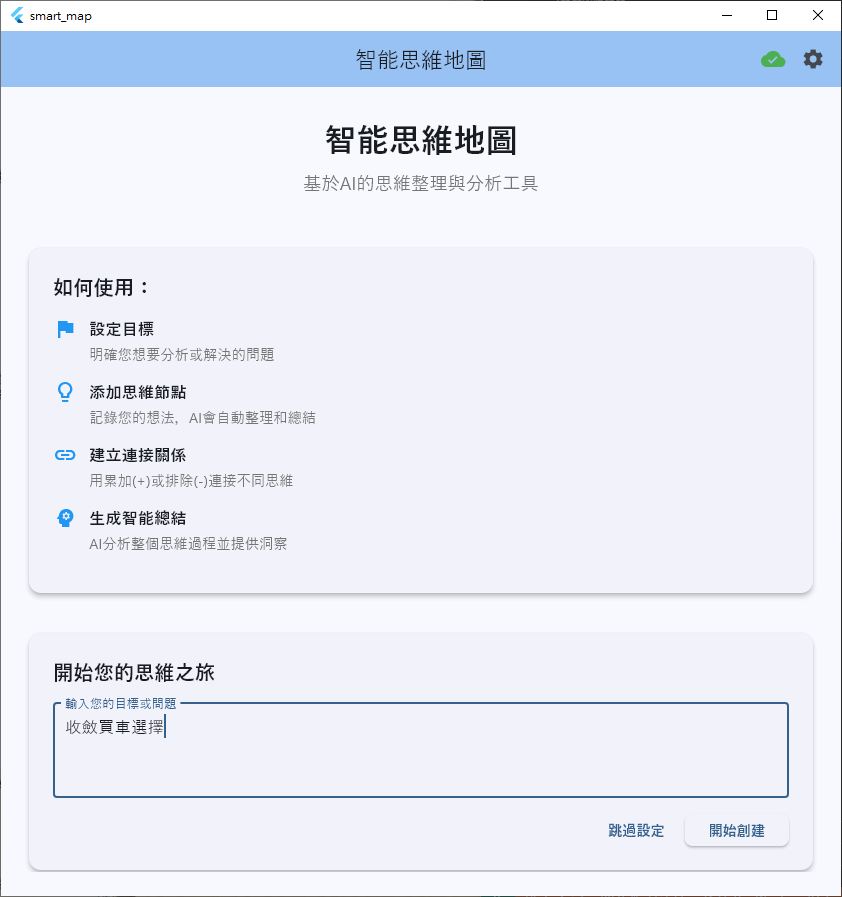 smart_map
智能思維地圖
智能思維地圖
基於AI的思維整理與分析工具
如何使用：
設定目標
明確您想要分析或解決的問題
添加思維節點
記錄您的想法，AI會自動整理和總結
建立連接關係
用累加(+)或排除(-)連接不同思維
生成智能總結
AI分析整個思維過程並提供洞察
開始您的思維之旅
輸入您的目標或問題
收斂買車選擇
跳過設定
開始創建